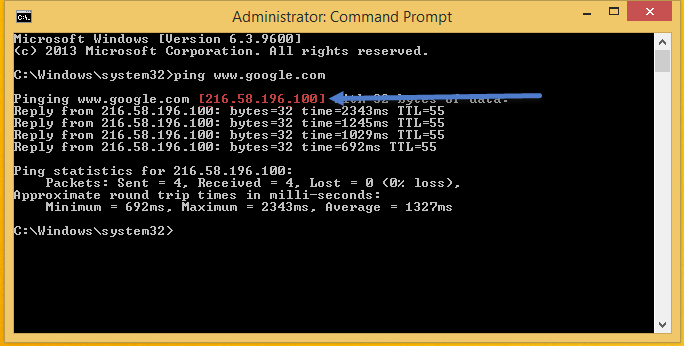 Administrator: Command Prompt
Microsoft Windows [Version 6.3.9600]
(c) 2013 Microsoft Corporation. All rights reserved.
C:\Windows\system32>ping www.google.com
Pinging www.google.com [216.58.196.100] with 32 bytes of data:
Reply from 216.58.196.100: bytes=32 time=2343ms TTL=55
Reply from 216.58.196.100: bytes=32 time=1245ms TTL=55
Reply from 216.58.196.100: bytes=32 time=1029ms TTL=55
Reply from 216.58.196.100: bytes=32 time=692ms TTL=55
Ping statistics for 216.58.196.100:
Packets: Sent = 4, Received = 4, Lost = 0 (0% loss),
Approximate round trip times in milli-seconds:
Minimum = 692ms, Maximum = 2343ms, Average = 1327ms
C:\Windows\system32>